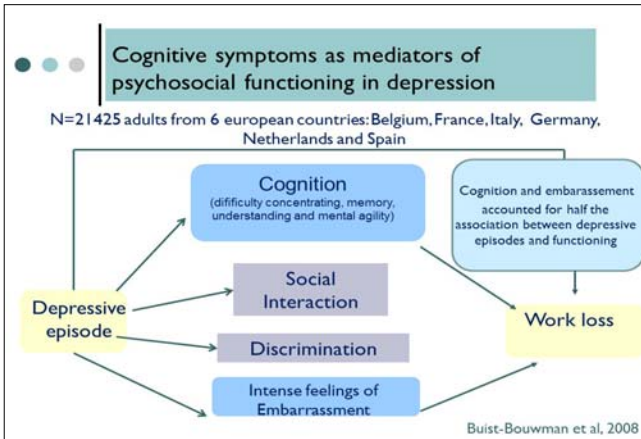 Cognitive symptoms as mediators of
psychosocial functioning in depression
N=21425 adults from 6 european countries: Belgium, France, Italy, Germany,
Netherlands and Spain
Cognition
(dififficulty concentrating, memory,
understanding and mental agility)
Cognition and embarassement
accounted for half the
association between depressive
episodes and functioning
Social
Interaction
Depressive
episode
Work loss
Discrimination
Intense feelings of
Embarrassment
Buist-Bouwman et al, 2008